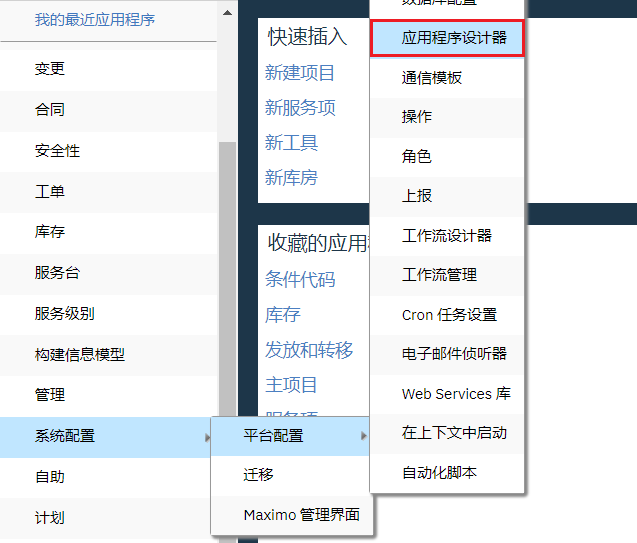 我的最近应用程序
变更
合同
安全性
工单
库存
服务台
服务级别
构建信息模型
管理
系统配置
自助
计划
快速插入
新建项目
新服务项
新工具
新库房
收藏的应用
条件代码
库存
发放和转移
主项目
服务项
平台配置
迁移
Maximo 管理界面
数据库配置
应用程序设计器
通信模板
操作
角色
上报
工作流设计器
工作流管理
Cron 任务设置
电子邮件侦听器
Web Services 库
在上下文中启动
自动化脚本